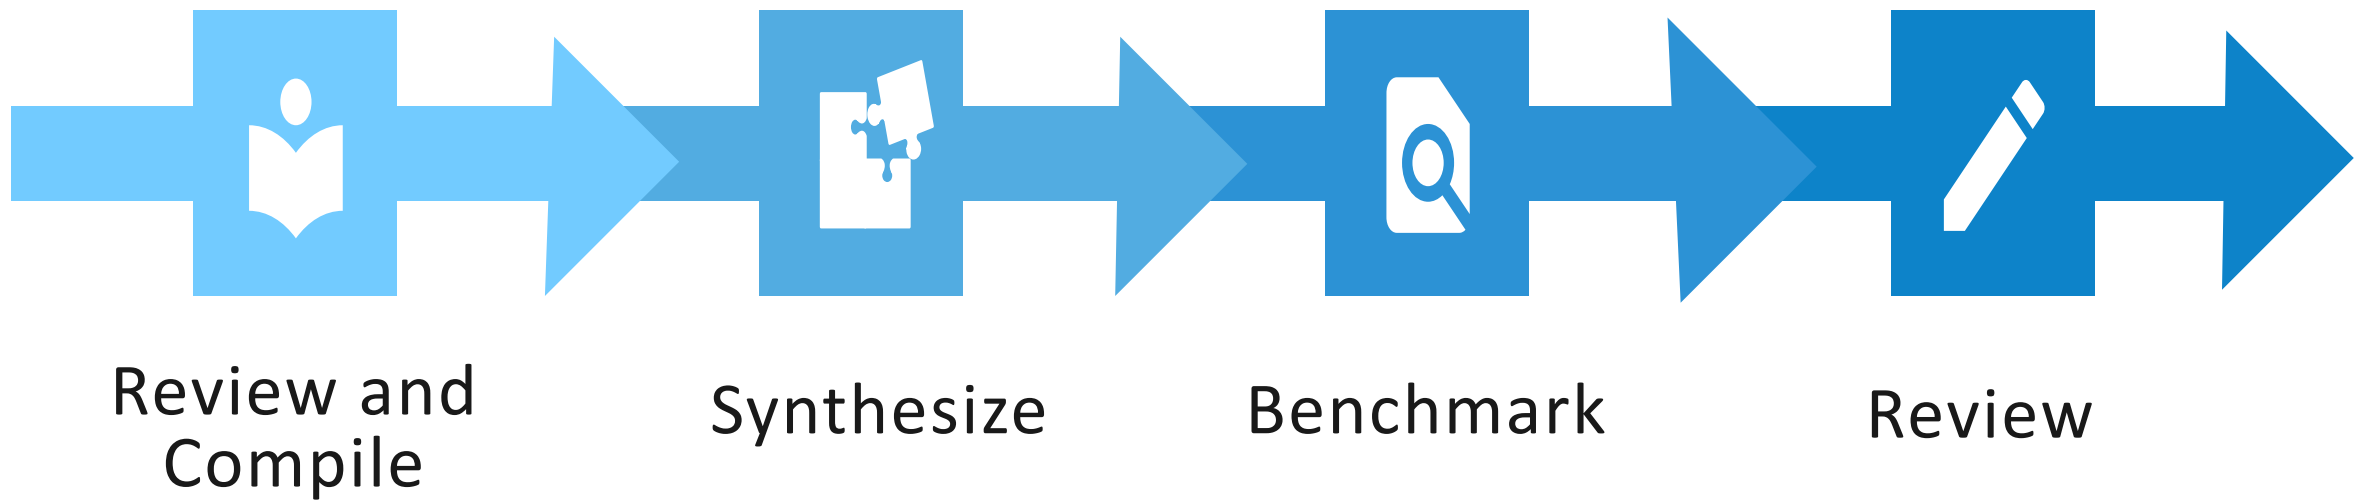 Review and
Compile
Synthesize
Benchmark
Review